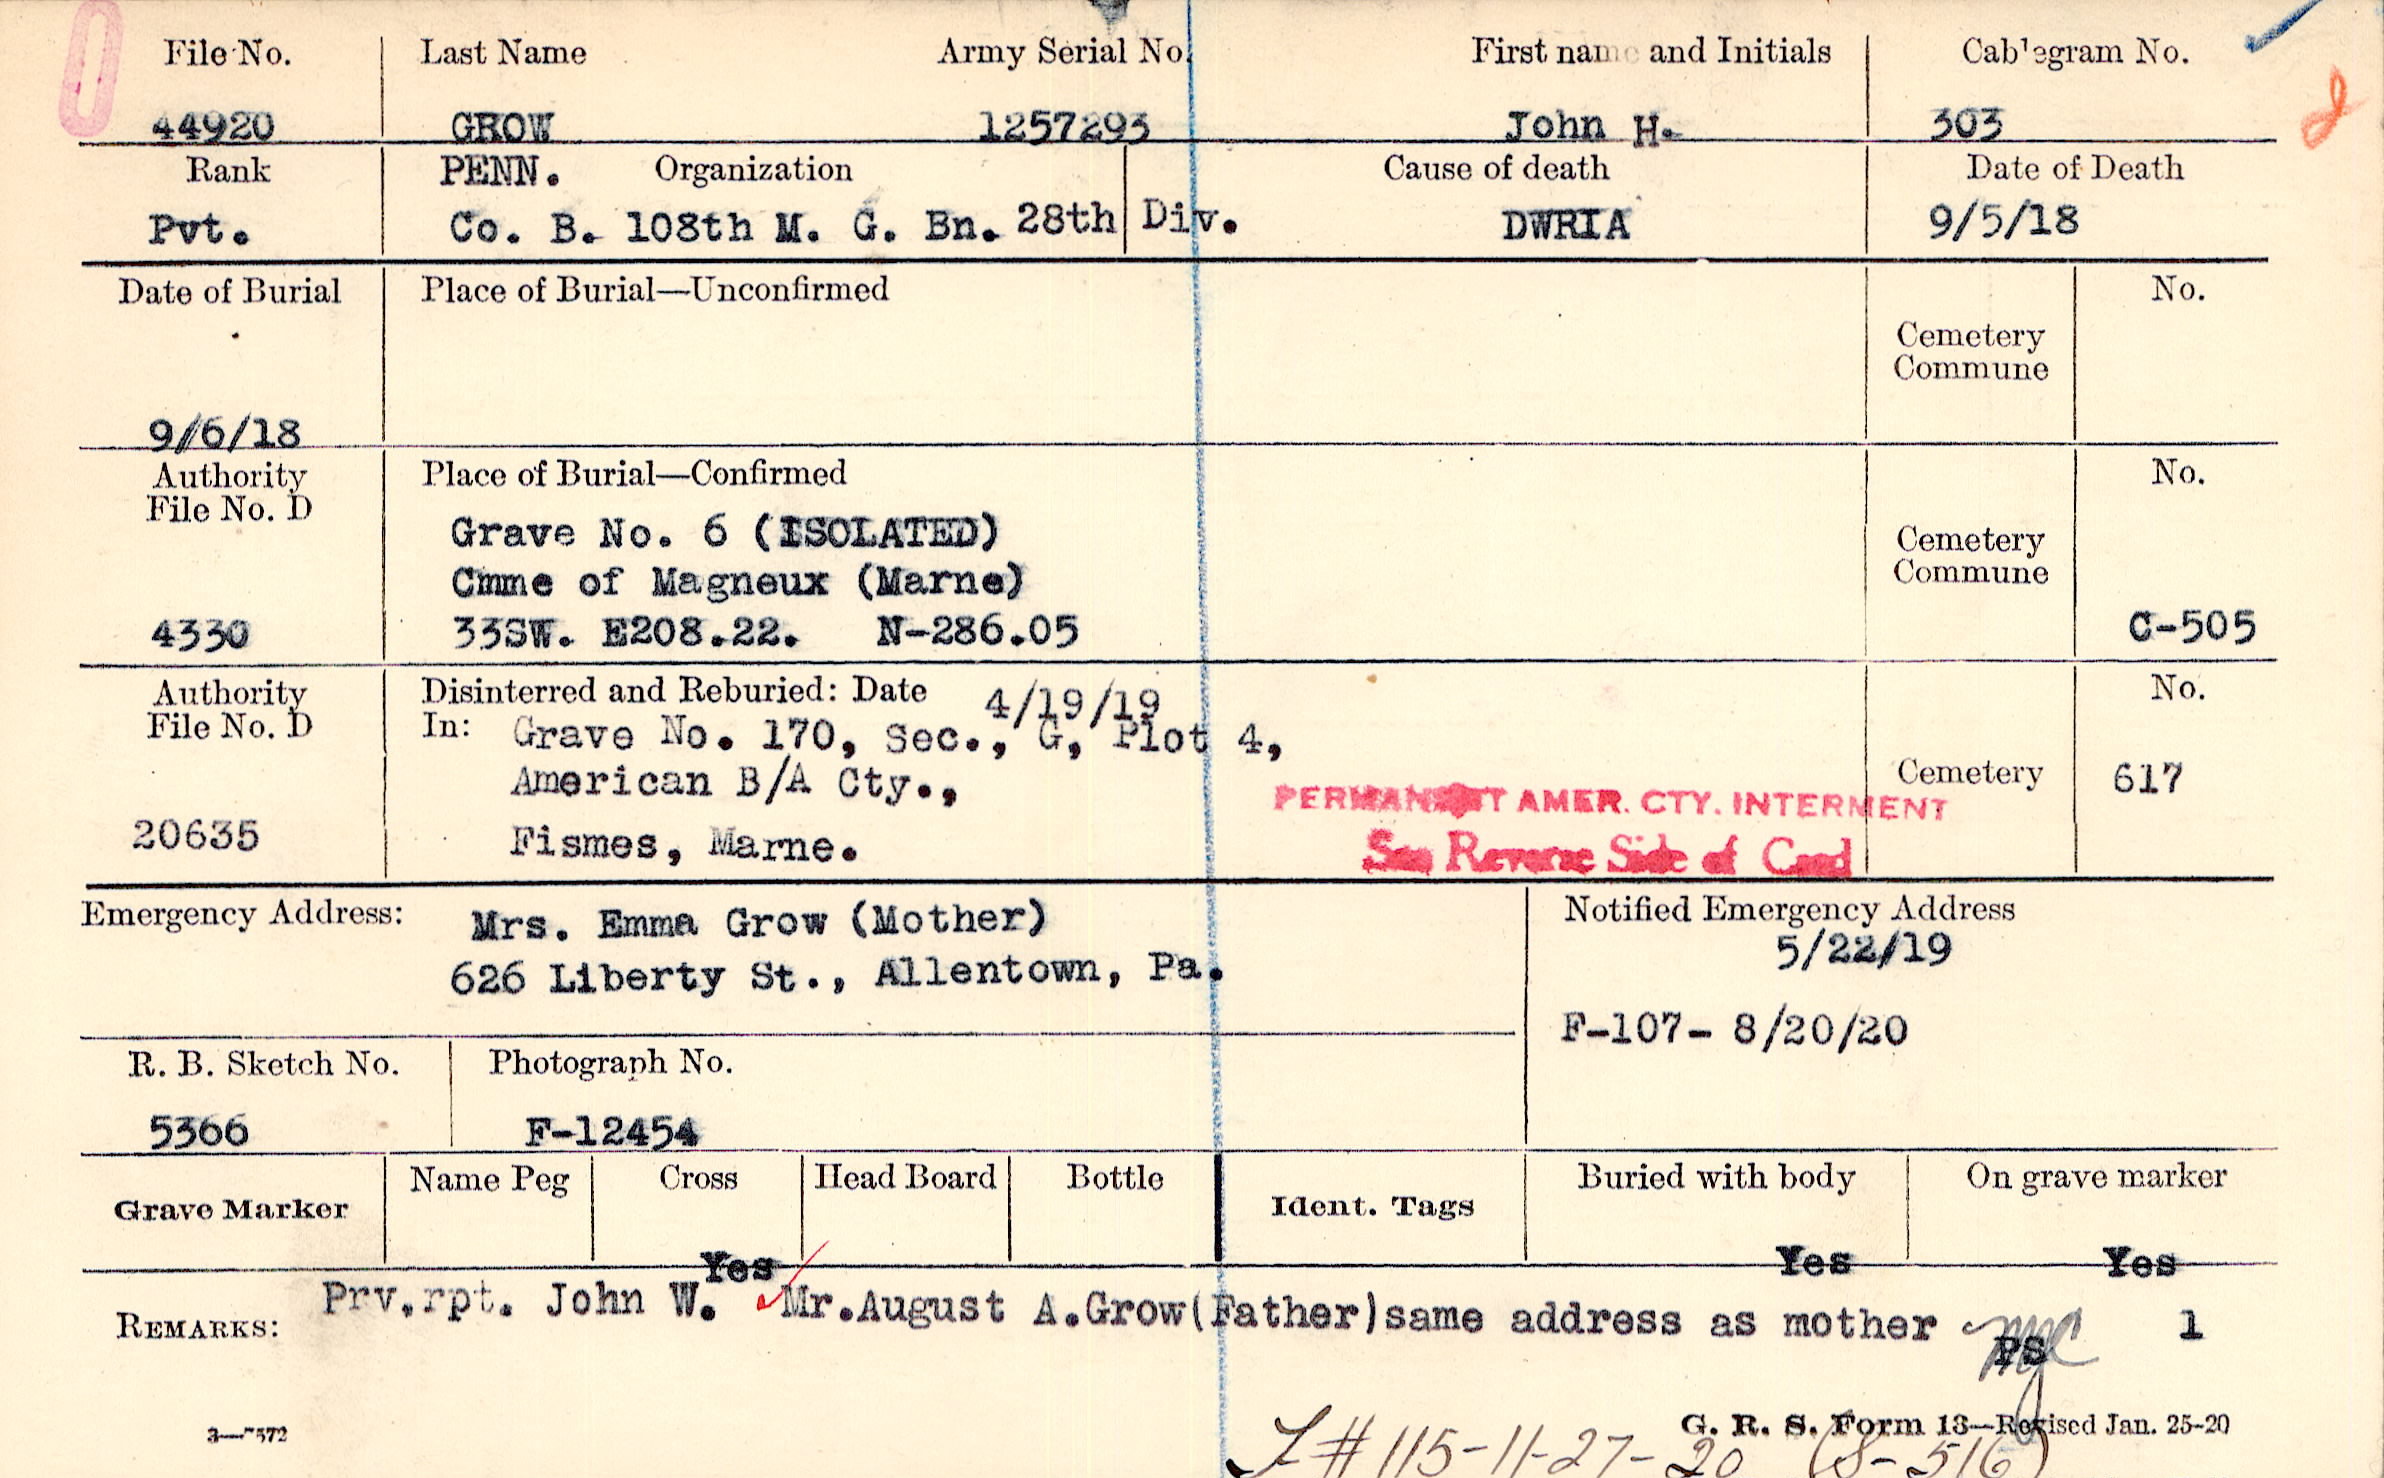 File No. Last Name Army Serial No. First name and Initials Cablegram No.
44920 GROW 1257293 John H. 303
Rank PENN. Organization Cause of death Date of Death
Pvt. Co. B. 108th M. G. Bn. 28th Div. DWRIA 9/5/18
Date of Burial Place of Burial—Unconfirmed No.
Cemetery
Commune
9/6/18
Authority Place of Burial—Confirmed No.
File No. D
Grave No. 6 (ISOLATED) Cemetery
Cmme of Magneux (Marne) Commune
4330 33SW. E208.22. N-286.05 C-505
Authority Disinterred and Reburied: Date 4/19/19 No.
File No. D In: Grave No. 170, Sec., G, Plot 4,
American B/A Cty., Cemetery 617
PERMANENT AMER. CTY. INTERMENT
20635 Fismes, Marne. See Reverse Side of Card
Emergency Address: Mrs. Emma Grow (Mother) Notified Emergency Address
626 Liberty St., Allentown, Pa. 5/22/19
F-107- 8/20/20
R. B. Sketch No. Photograph No.
5366 F-12454
Name Peg Cross Head Board Bottle Buried with body On grave marker
Grave Marker Ident. Tags
Yes Yes Yes
REMARKS: Prv.rpt. John W. Mr.August A.Grow(Father)same address as mother 1
PS
3—7572 G. R. S. Form 13—Revised Jan. 25-20
# 115-11-27-20 (S-516)